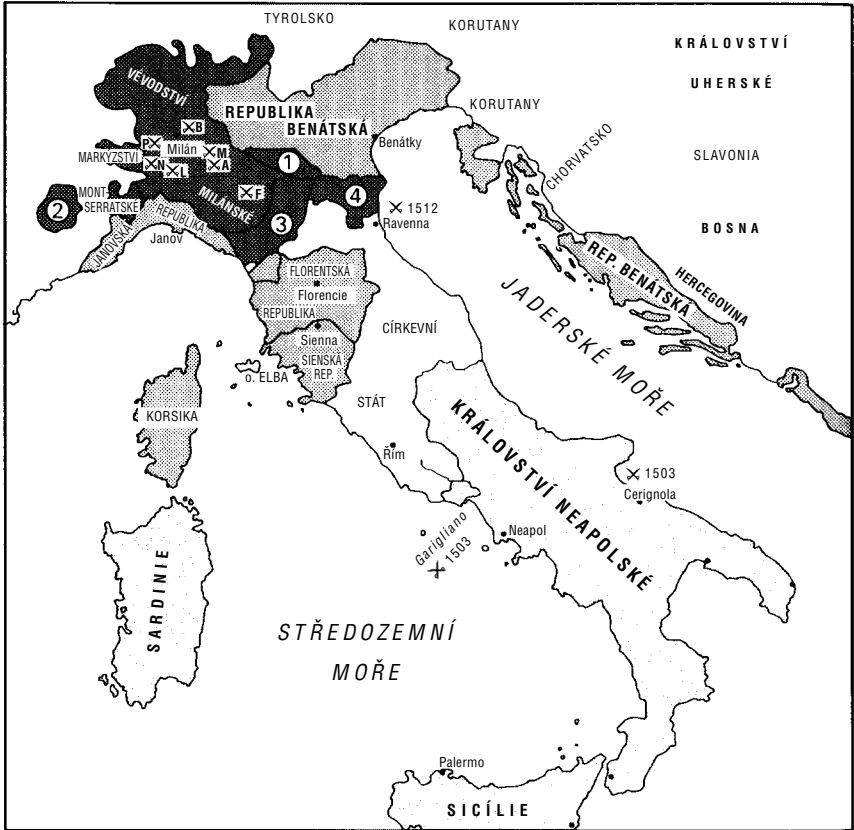 TYROLSKO
KORUTANY
KRÁLOVSTVÍ
UHERSKÉ
VÉVODSTVÍ
REPUBLIKA
BENÁTSKÁ
KORUTANY
B
P
Milán
M
Benátky
CHORVATSKO
SLAVONIA
MARKYZSTVÍ
N
L
A
1
MONT-
SERRATSKÉ
MILÁNSKÉ
F
4
2
3
1512
Ravenna
BOSNA
JANOVSKÁ
REPUBLIKA
Janov
REP. BENÁTSKÁ
HERCEGOVINA
FLORENTSKÁ
Florencie
REPUBLIKA
JADERSKÉ MOŘE
CÍRKEVNÍ
Sienna
SIENSKÁ
REP.
o. ELBA
STÁT
KORSIKA
KRÁLOVSTVÍ NEAPOLSKÉ
Řím
1503
Cerignola
Garigliano
1503
Neapol
SARDINIE
STŘEDOZEMNÍ
MOŘE
Palermo
SICÍLIE